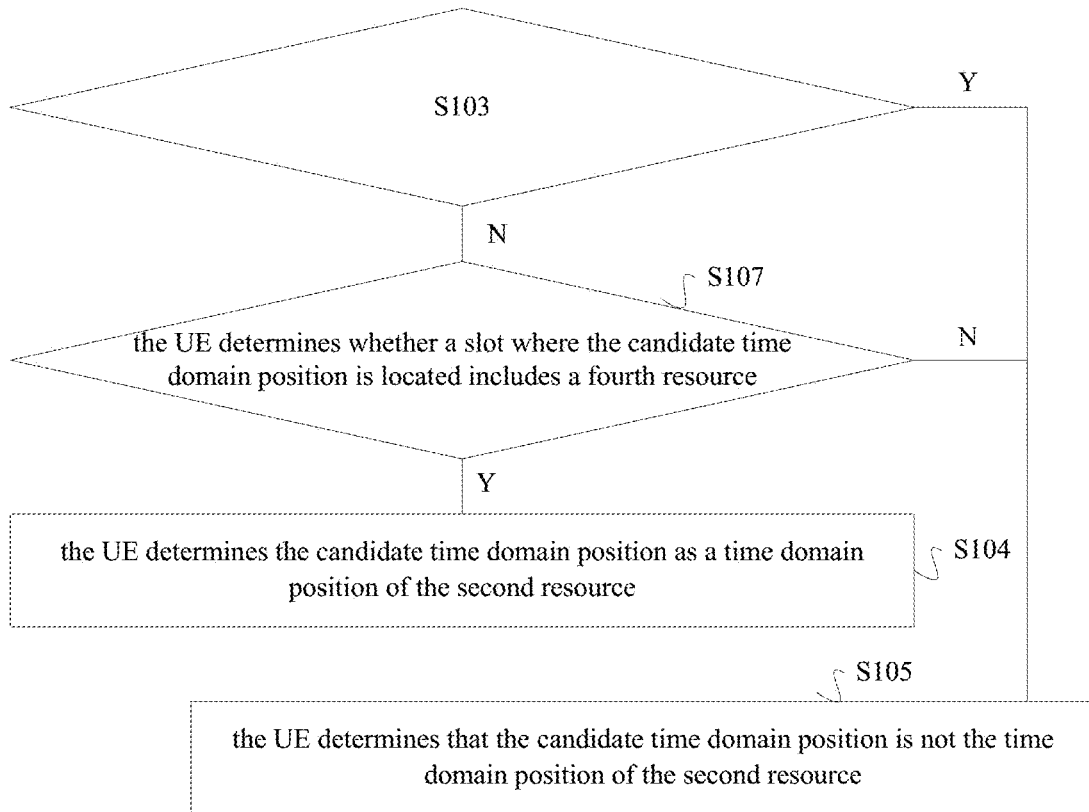 S103
Y
N
S107
the UE determines whether a slot where the candidate time
domain position is located includes a fourth resource
N
Y
the UE determines the candidate time domain position as a time domain
position of the second resource
S104
S105
the UE determines that the candidate time domain position is not the time
domain position of the second resource